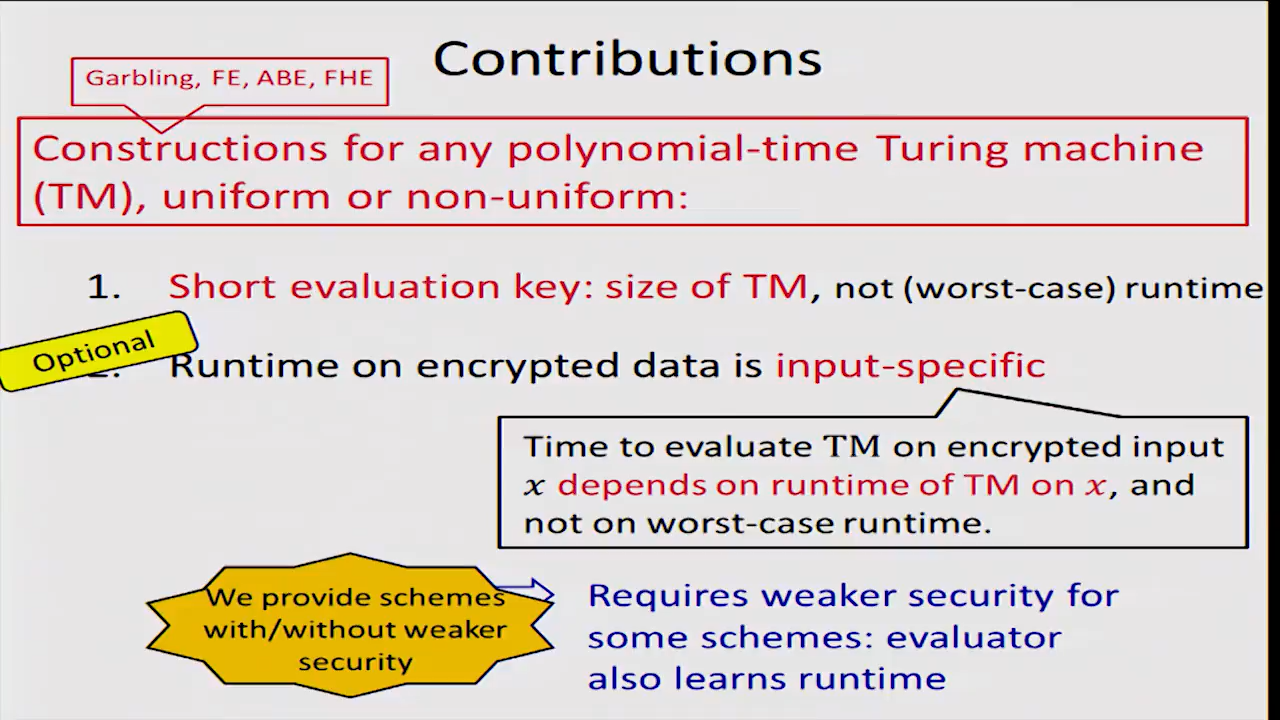 Contributions
Garbling, FE, ABE, FHE
Constructions for any polynomial-time Turing machine
(TM), uniform or non-uniform:
1. Short evaluation key: size of TM, not (worst-case) runtime
Optional
2. Runtime on encrypted data is input-specific
Time to evaluate TM on encrypted input
x depends on runtime of TM on x, and
not on worst-case runtime.
We provide schemes
with/without weaker
security
Requires weaker security for
some schemes: evaluator
also learns runtime